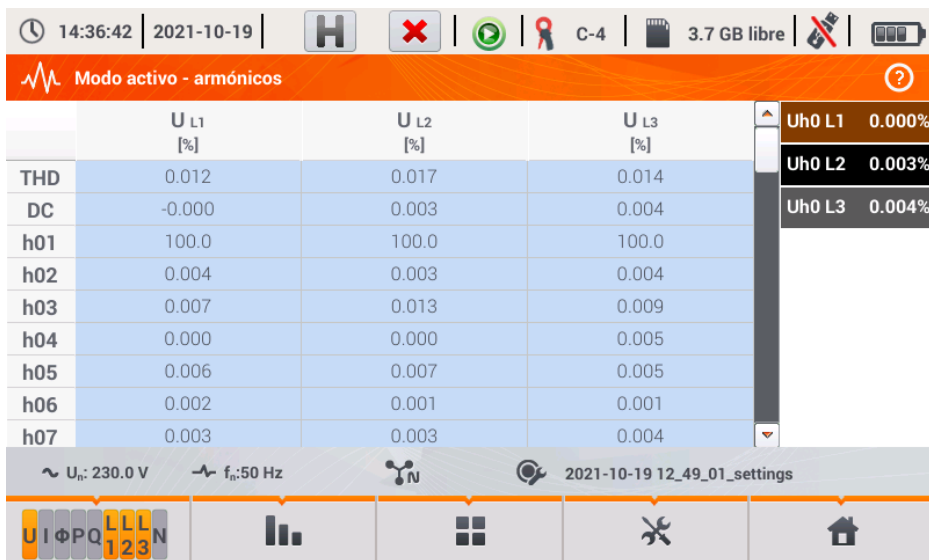 14:36:42 2021-10-19 H C-4 3.7 GB libre
Modo activo - armónicos ?
U L1 U L2 U L3
[%] [%] [%]
THD 0.012 0.017 0.014
DC -0.000 0.003 0.004
h01 100.0 100.0 100.0
h02 0.004 0.003 0.004
h03 0.007 0.013 0.009
h04 0.000 0.000 0.005
h05 0.006 0.007 0.005
h06 0.002 0.001 0.001
h07 0.003 0.003 0.004
Uh0 L1 0.000%
Uh0 L2 0.003%
Uh0 L3 0.004%
Un: 230.0 V fn:50 Hz N 2021-10-19 12_49_01_settings
U I Φ P Q L1 L2 L3 N